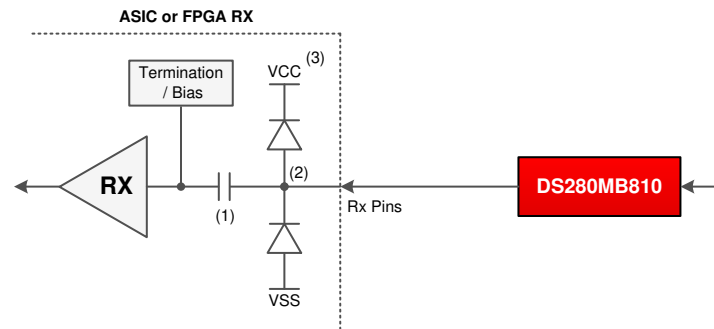 ASIC or FPGA RX
(3)
VCC
Termination
/ Bias
(2)
RX
DS280MB810
Rx Pins
(1)
VSS